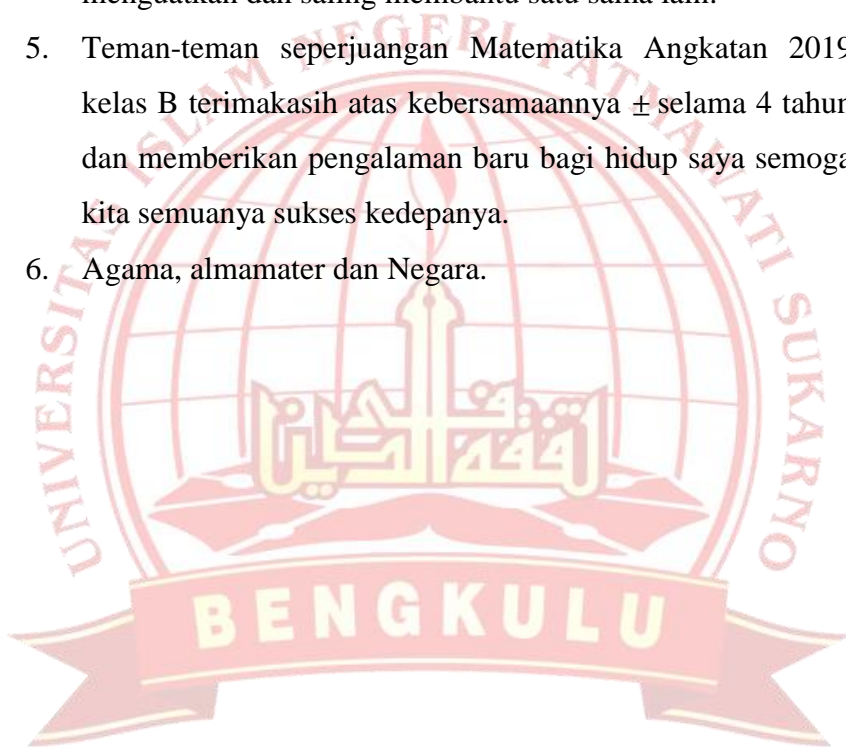 menguatkan dan saling membantu satu sama lain.
5. Teman-teman seperjuangan Matematika Angkatan 2019
kelas B terimakasih atas kebersamaannya ± selama 4 tahun
dan memberikan pengalaman baru bagi hidup saya semoga
kita semuanya sukses kedepanya.
6. Agama, almamater dan Negara.
UNIVERSITAS ISLAM NEGERI FATMAWATI SUKARNO
BENGKULU